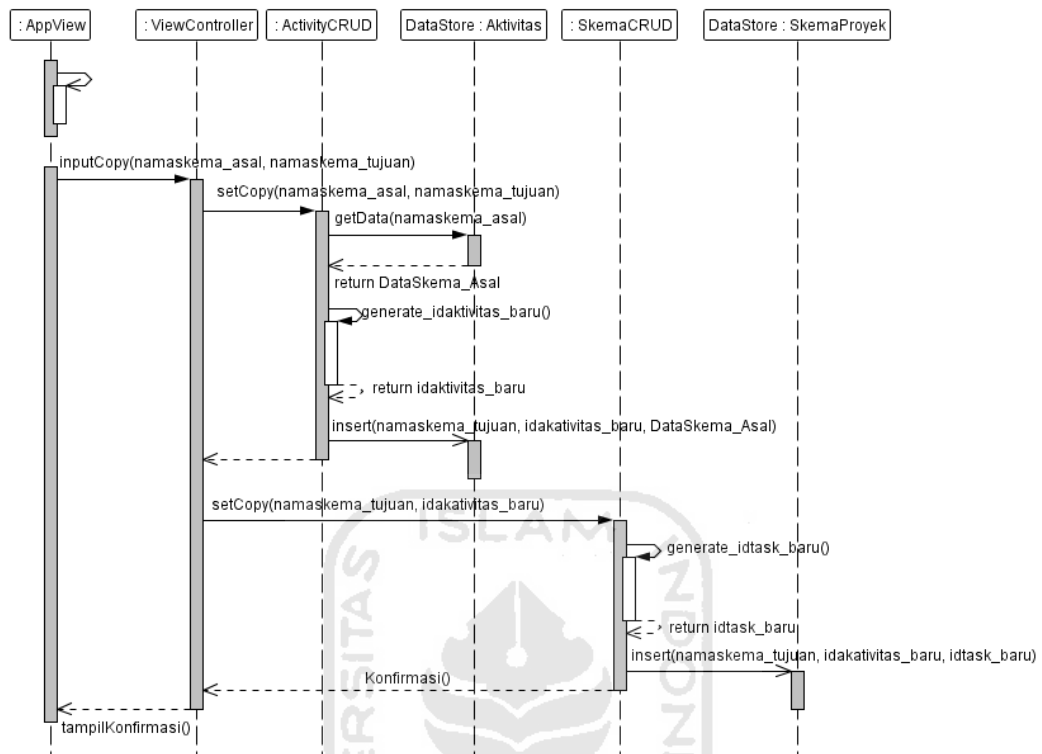 : AppView
: ViewController
: ActivityCRUD
DataStore : Aktivitas
: SkemaCRUD
DataStore : SkemaProyek
inputCopy(namaskema_asal, namaskema_tujuan)
setCopy(namaskema_asal, namaskema_tujuan)
getData(namaskema_asal)
return DataSkema_Asal
generate_idaktivitas_baru()
return idaktivitas_baru
insert(namaskema_tujuan, idakativitas_baru, DataSkema_Asal)
setCopy(namaskema_tujuan, idakativitas_baru)
generate_idtask_baru()
return idtask_baru
insert(namaskema_tujuan, idakativitas_baru, idtask_baru)
Konfirmasi()
tampilKonfirmasi()
ISLAM